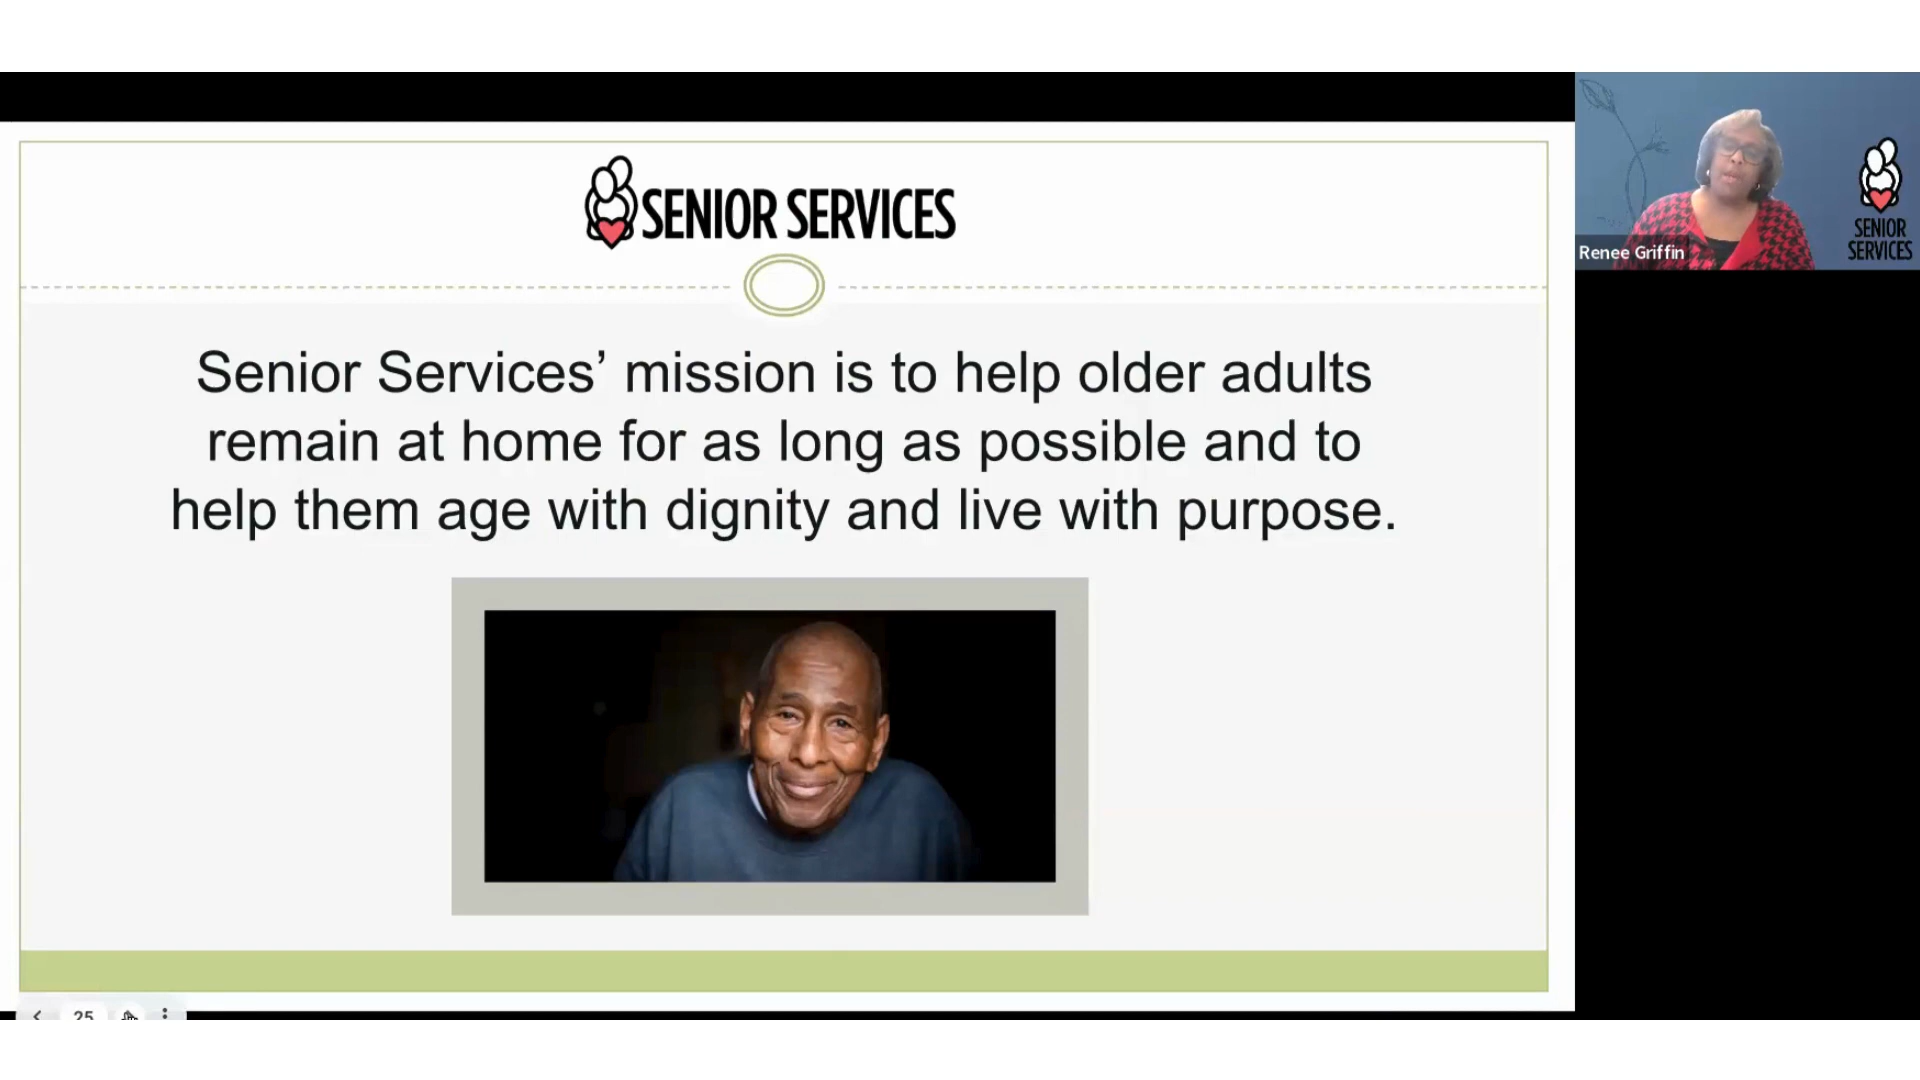 SENIOR SERVICES
Senior Services’ mission is to help older adults
remain at home for as long as possible and to
help them age with dignity and live with purpose.
25
Renee Griffin
SENIOR
SERVICES